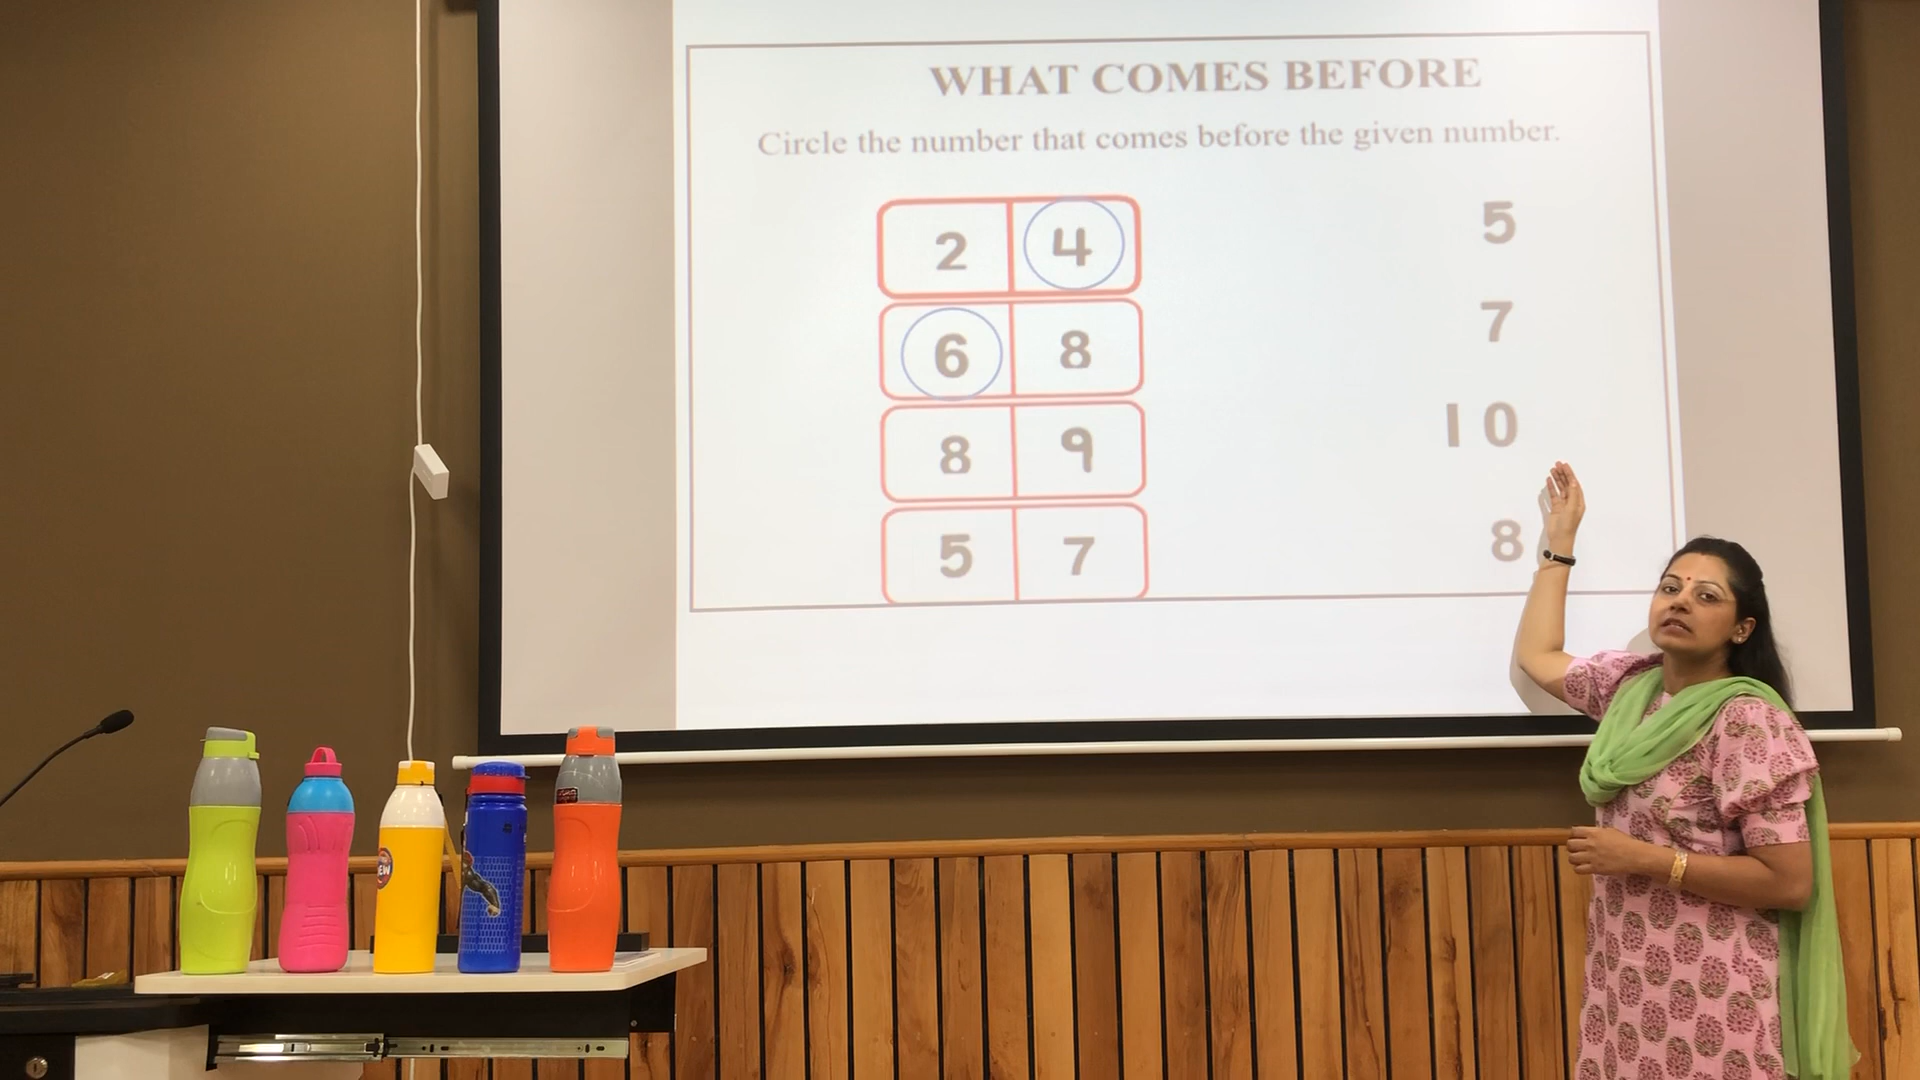 WHAT COMES BEFORE
Circle the number that comes before the given number.
2 4 5
6 8 7
8 9 10
5 7 8